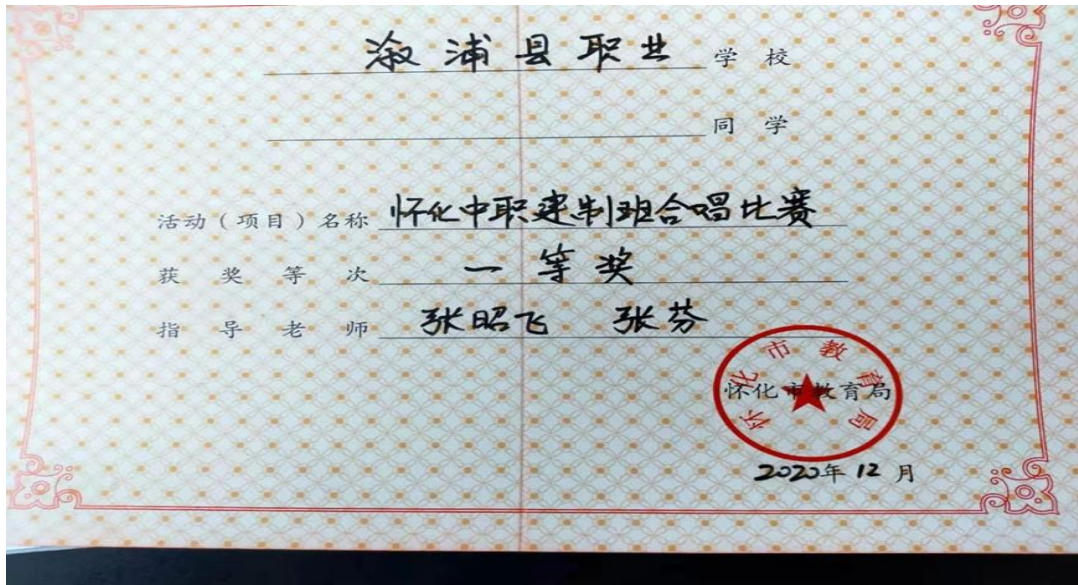 溆浦县职业学校
同学
活动（项目）名称 怀化中职建制班合唱比赛
获奖等次 一等奖
指导老师 张昭飞 张芬
怀化市教育局
怀化市教育局
2020年12月